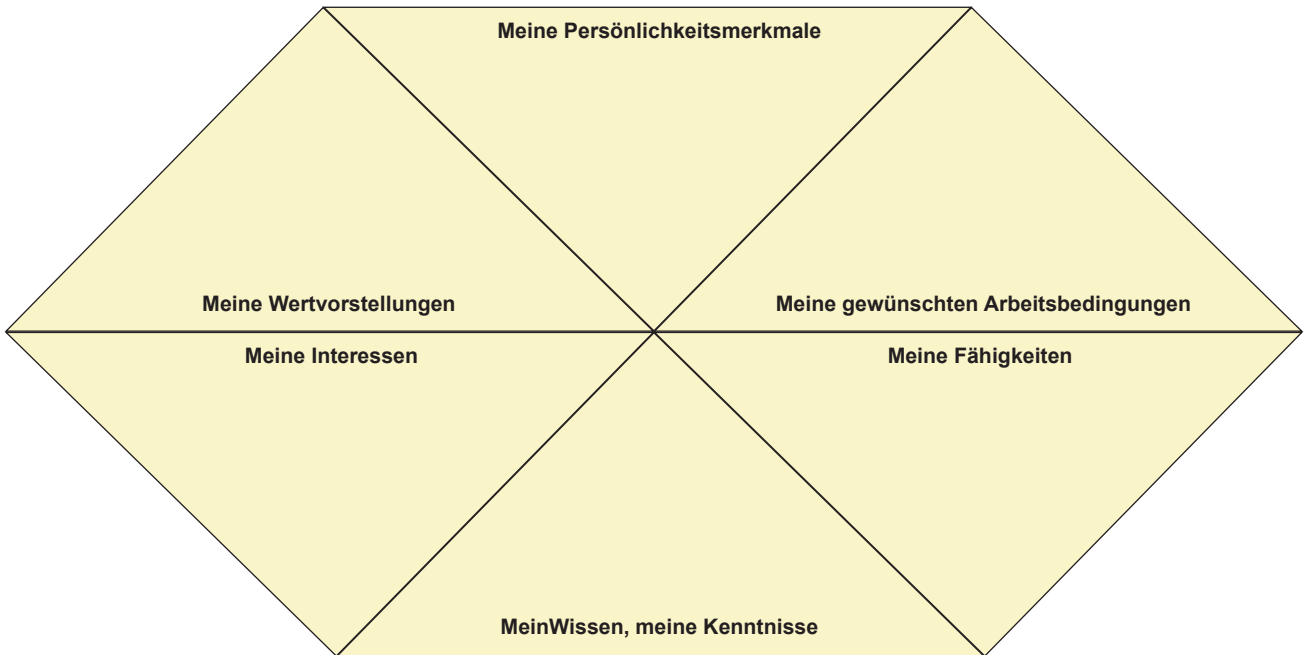 Meine Persönlichkeitsmerkmale
Meine Wertvorstellungen
Meine gewünschten Arbeitsbedingungen
Meine Interessen
Meine Fähigkeiten
MeinWissen, meine Kenntnisse